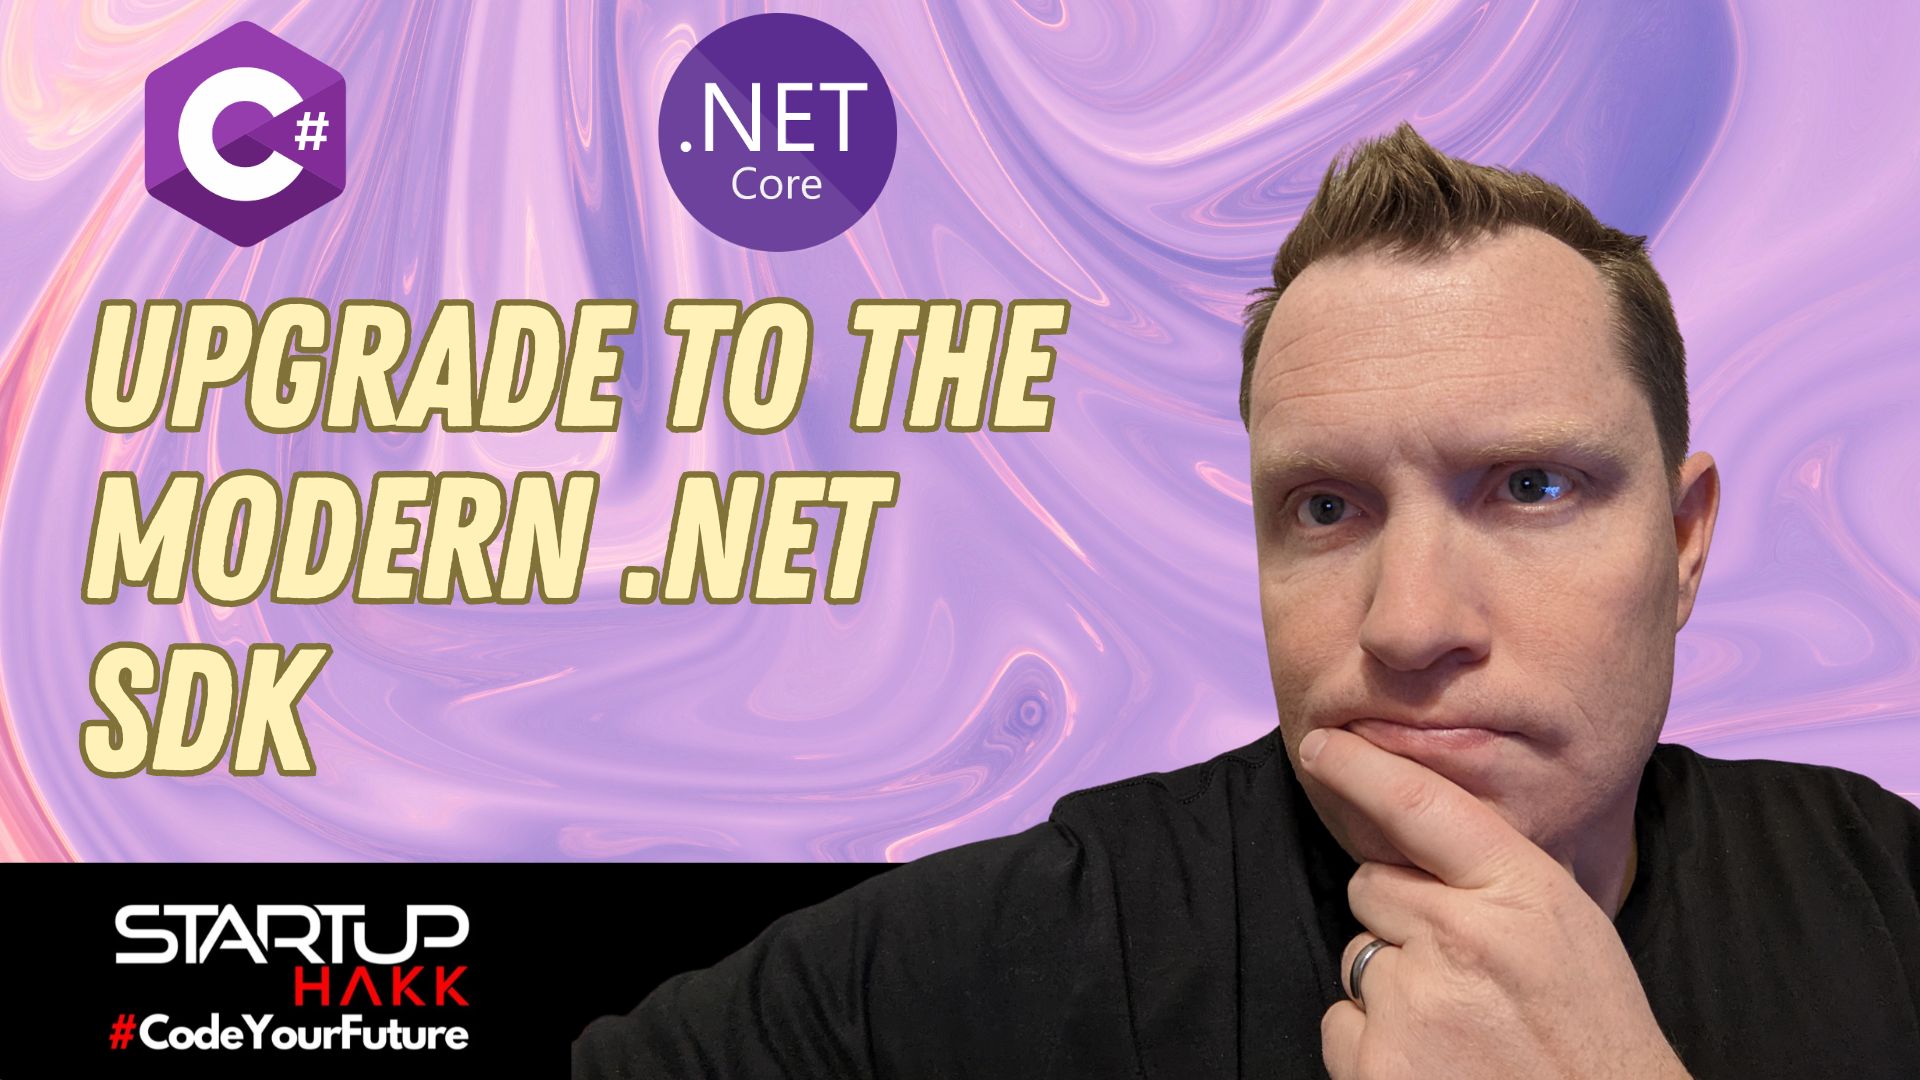 C#
.NET
Core
UPGRADE TO THE
MODERN .NET
SDK
STARTUP
HAKK
#CodeYourFuture